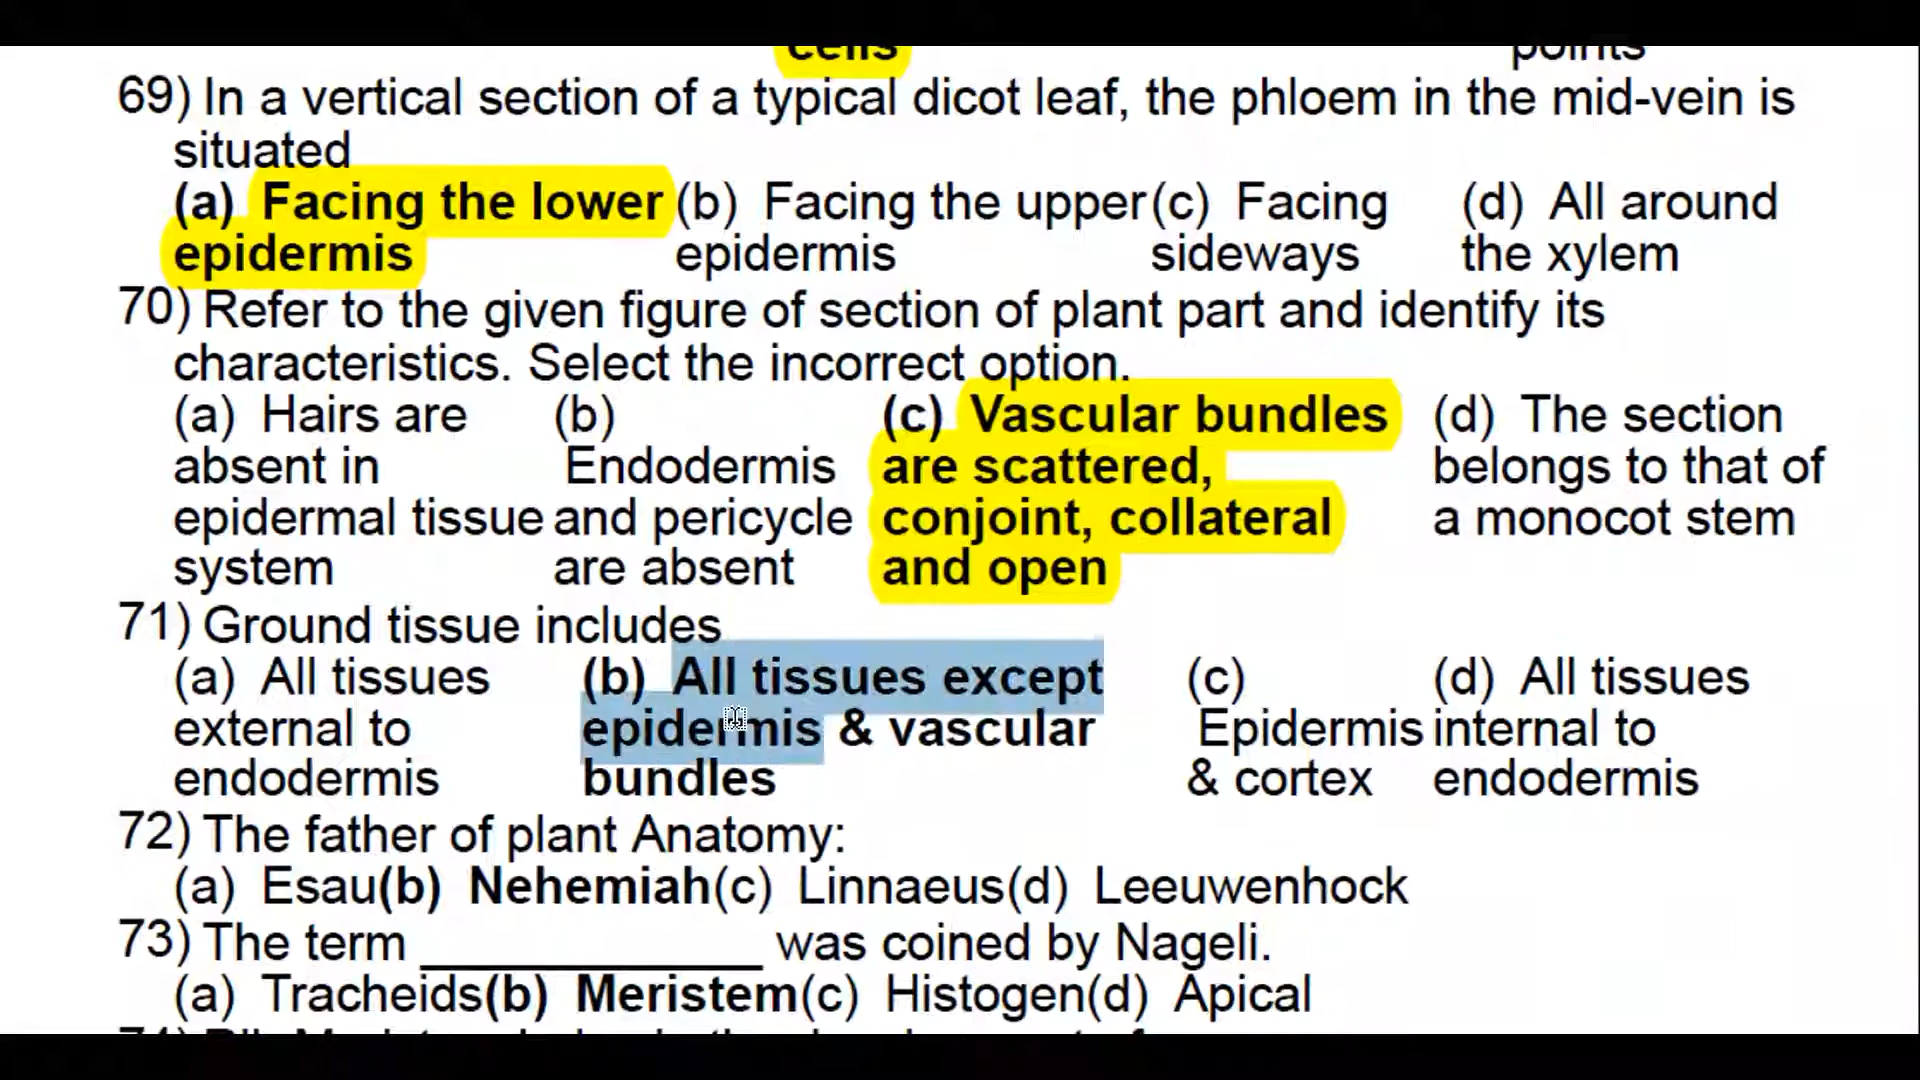 cells points
69) In a vertical section of a typical dicot leaf, the phloem in the mid-vein is
situated
(a) Facing the lower (b) Facing the upper (c) Facing (d) All around
epidermis epidermis sideways the xylem
70) Refer to the given figure of section of plant part and identify its
characteristics. Select the incorrect option.
(a) Hairs are (b) (c) Vascular bundles (d) The section
absent in Endodermis are scattered, belongs to that of
epidermal tissue and pericycle conjoint, collateral a monocot stem
system are absent and open
71) Ground tissue includes
(a) All tissues (b) All tissues except (c) (d) All tissues
external to epidermis & vascular Epidermis internal to
endodermis bundles & cortex endodermis
72) The father of plant Anatomy:
(a) Esau(b) Nehemiah(c) Linnaeus(d) Leeuwenhock
73) The term ____________ was coined by Nageli.
(a) Tracheids(b) Meristem(c) Histogen(d) Apical